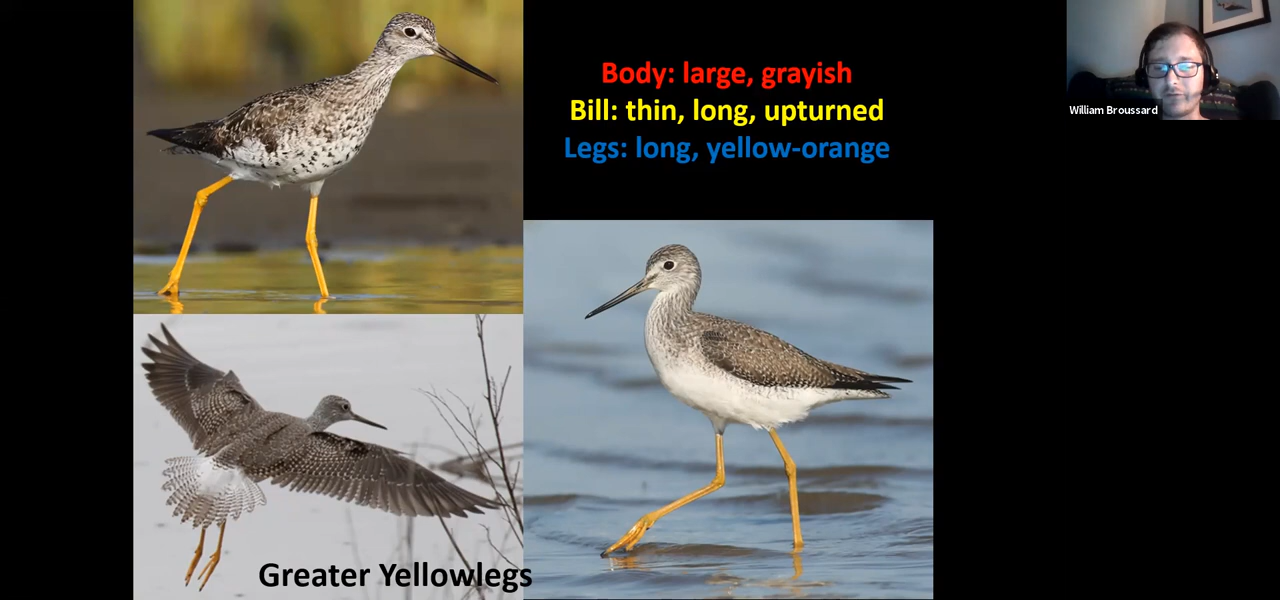 Body: large, grayish
Bill: thin, long, upturned
Legs: long, yellow-orange
William Broussard
Greater Yellowlegs